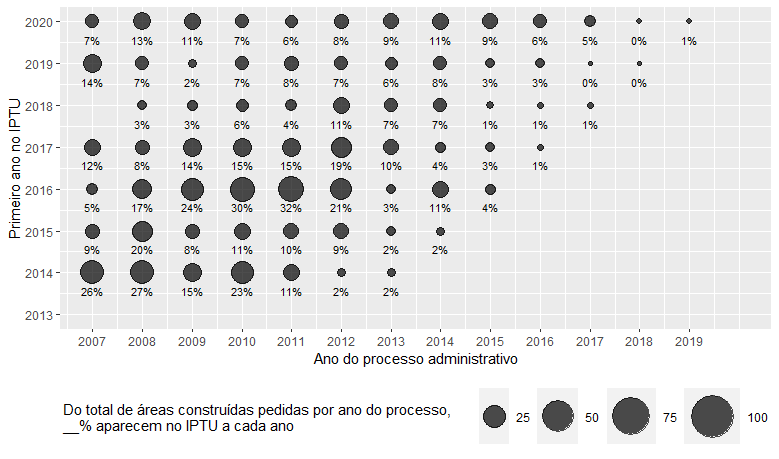 2020
7% 13% 11% 7% 6% 8% 9% 11% 9% 6% 5% 0% 1%
2019
14% 7% 2% 7% 8% 7% 6% 8% 3% 3% 0% 0%
2018
3% 3% 6% 4% 11% 7% 7% 1% 1% 1%
2017
12% 8% 14% 15% 15% 19% 10% 4% 3% 1%
2016
5% 17% 24% 30% 32% 21% 3% 11% 4%
2015
9% 20% 8% 11% 10% 9% 2% 2%
2014
26% 27% 15% 23% 11% 2% 2%
2013
Primeiro ano no IPTU
2007 2008 2009 2010 2011 2012 2013 2014 2015 2016 2017 2018 2019
Ano do processo administrativo
Do total de áreas construídas pedidas por ano do processo,
__% aparecem no IPTU a cada ano
25 50 75 100